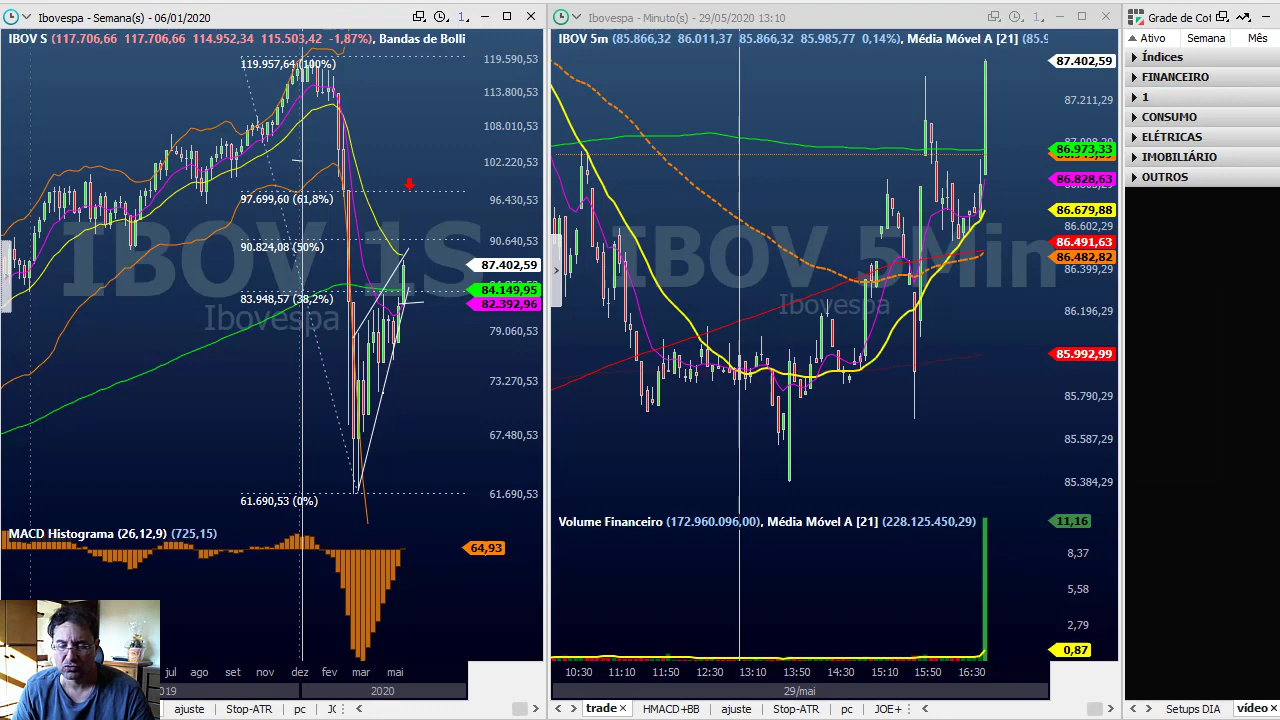 Ibovespa - Semana(s) - 06/01/2020
1
IBOV S (117.706,66 117.706,66 114.952,34 115.503,42 -1,87%), Bandas de Bolli
119.957,64 (100%)
97.699,60 (61,8%)
90.824,08 (50%)
83.948,57 (38,2%)
61.690,53 (0%)
IBOV 1S
Ibovespa
119.590,53
113.800,53
108.010,53
102.220,53
96.430,53
90.640,53
87.402,59
84.149,95
82.392,96
79.060,53
73.270,53
67.480,53
61.690,53
MACD Histograma (26,12,9) (725,15)
64,93
jul ago set nov dez fev mar mai
2020
ajuste Stop-ATR pc
Ibovespa - Minuto(s) - 29/05/2020 13:10
1
IBOV 5m (85.866,32 86.011,37 85.866,32 85.985,77 0,14%), Média Móvel A [21] (85.9
IBOV 5Min
Ibovespa
87.402,59
87.211,29
86.973,33
86.828,63
86.679,88
86.602,29
86.491,63
86.482,82
86.399,29
86.196,29
85.992,99
85.790,29
85.587,29
85.384,29
Volume Financeiro (172.960.096,00), Média Móvel A [21] (228.125.450,29)
11,16
8,37
5,58
2,79
0,87
10:30 11:10 11:50 12:30 13:10 13:50 14:30 15:10 15:50 16:30
29/mai
trade HMACD+BB ajuste Stop-ATR pc JOE+
Grade de Cot
Ativo Semana Mês
Índices
FINANCEIRO
1
CONSUMO
ELÉTRICAS
IMOBILIÁRIO
OUTROS
Setups DIA vídeo